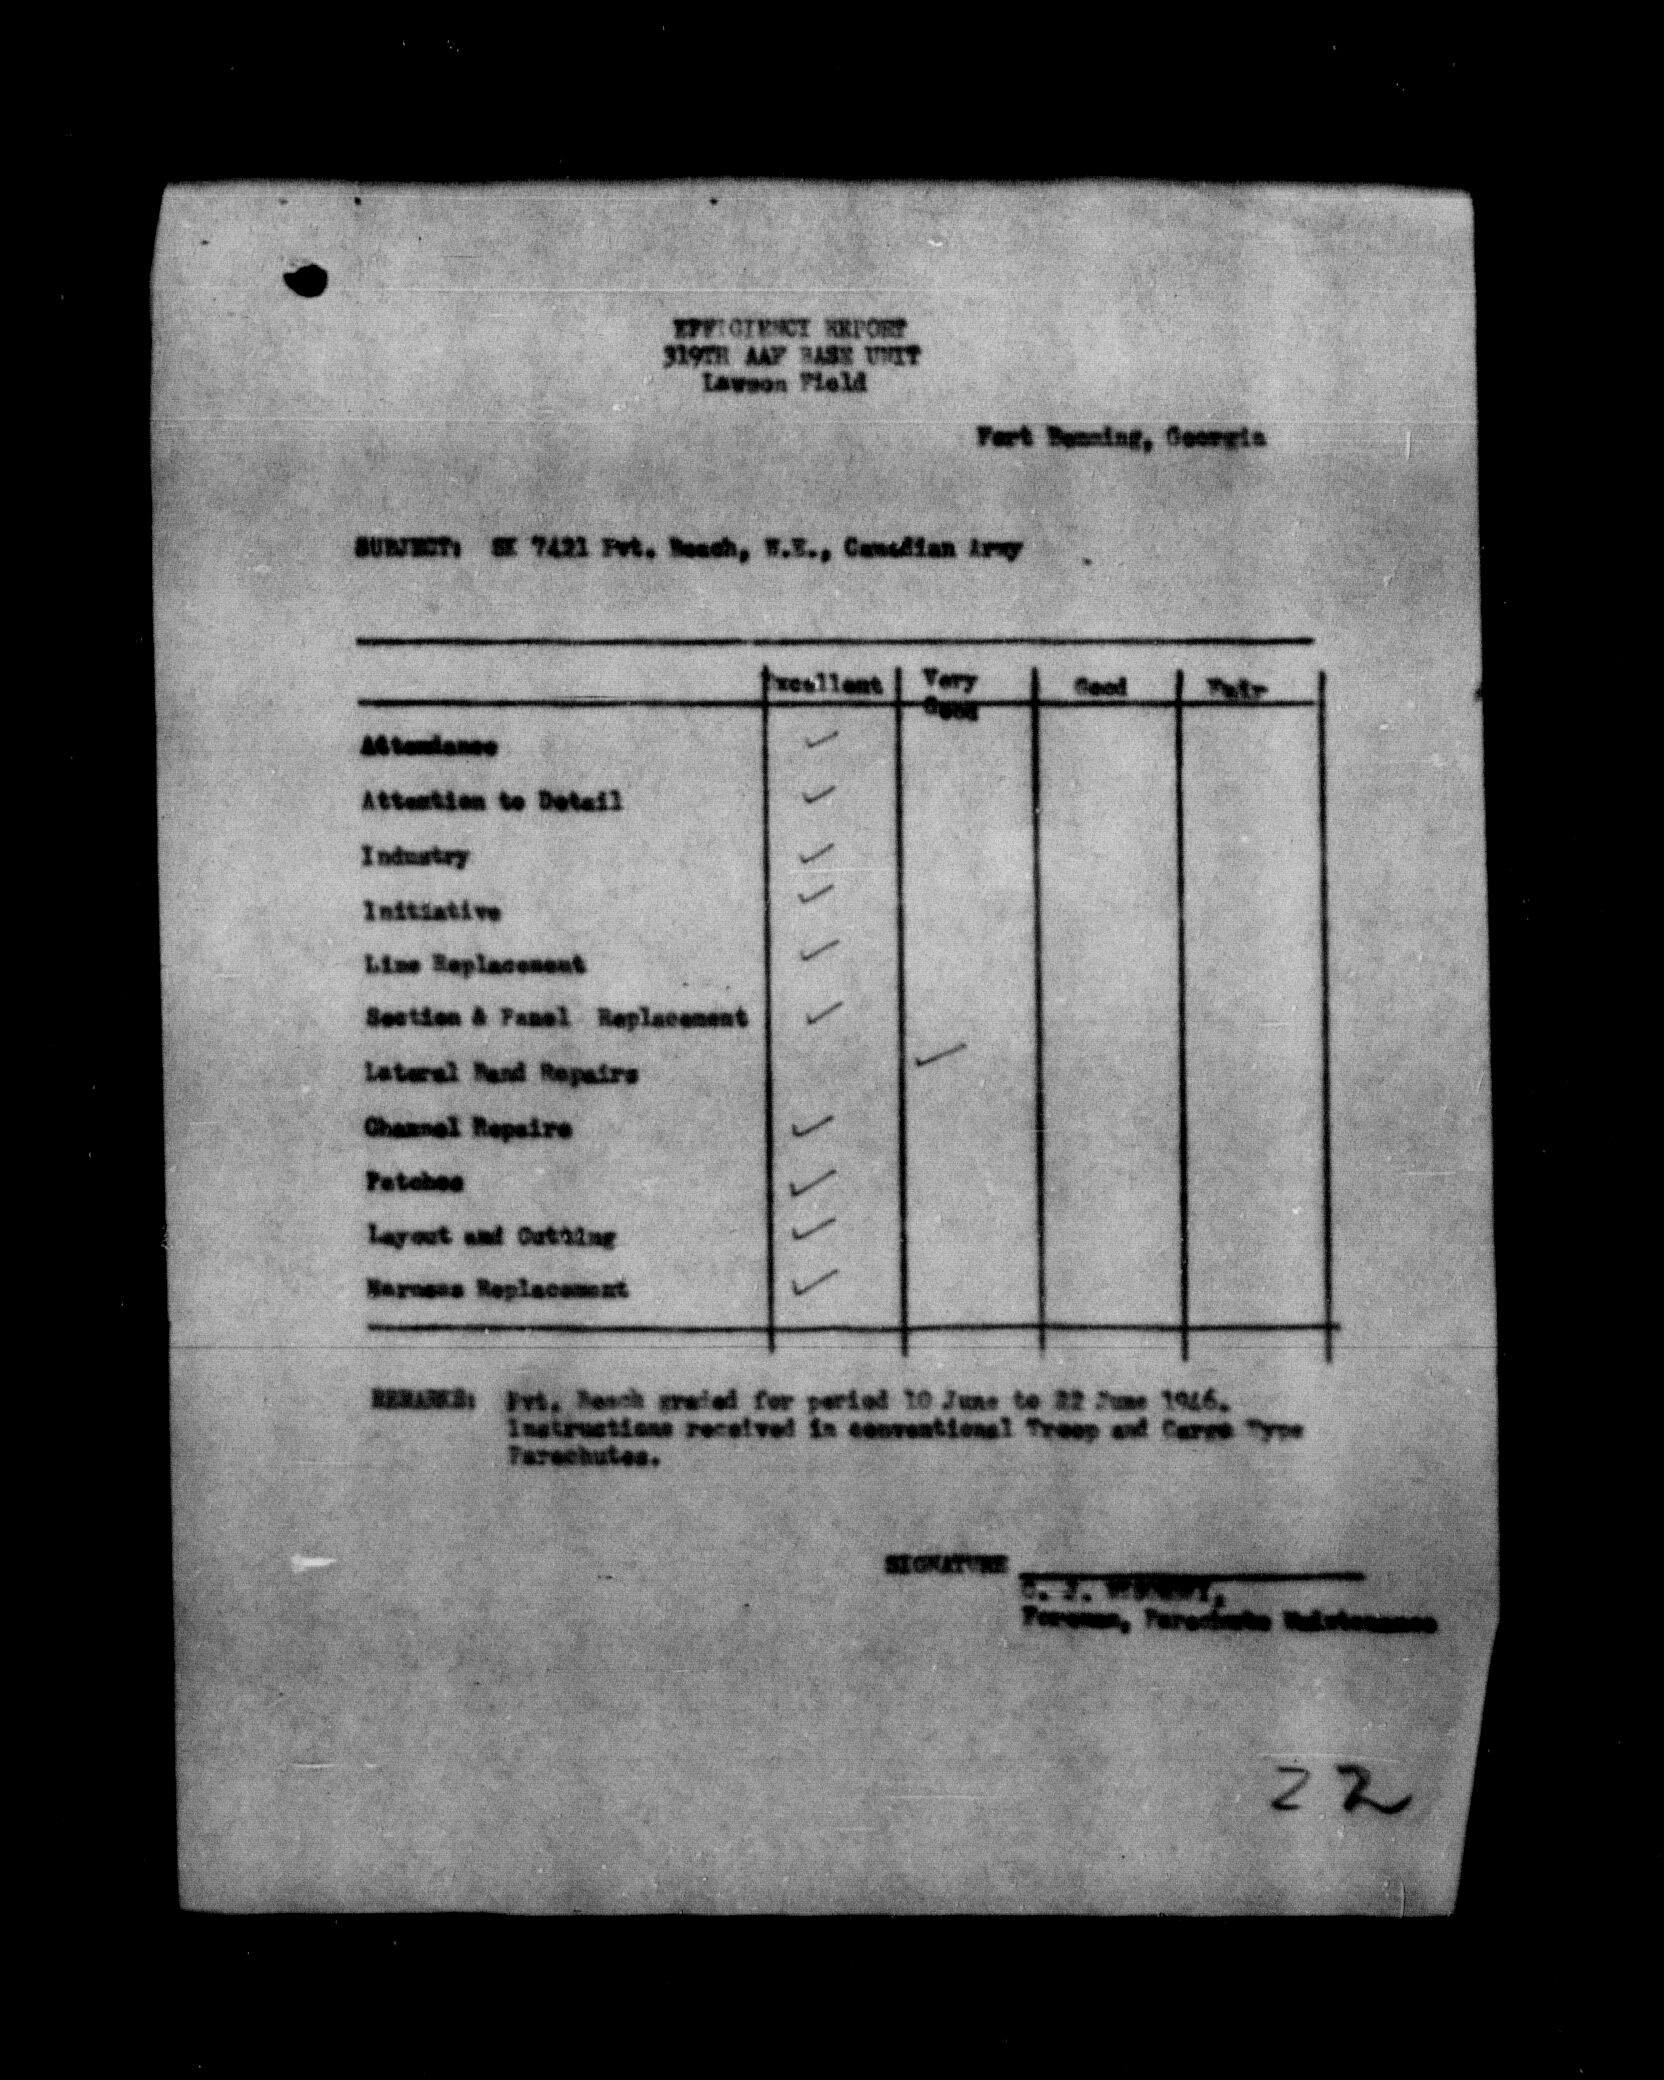 EFFICIENCY REPORT
319TH AAF BASE UNIT
Lawson Field
Fort Benning, Georgia
SUBJECT: SK 7421 Pvt. Beach, W.E., Canadian Army
Excellent Very Good Good Fair
Attendance ✓
Attention to Detail ✓
Industry ✓
Initiative ✓
Line Replacement ✓
Section & Panel Replacement ✓
Lateral Band Repairs ✓
Channel Repairs ✓
Patches ✓
Layout and Cutting ✓
Harness Replacement ✓
REMARKS: Pvt. Beach graded for period 10 June to 22 June 1946.
Instructions received in conventional Troop and Cargo Type
Parachutes.
SIGNATURE
Foreman, Parachute Maintenance
22